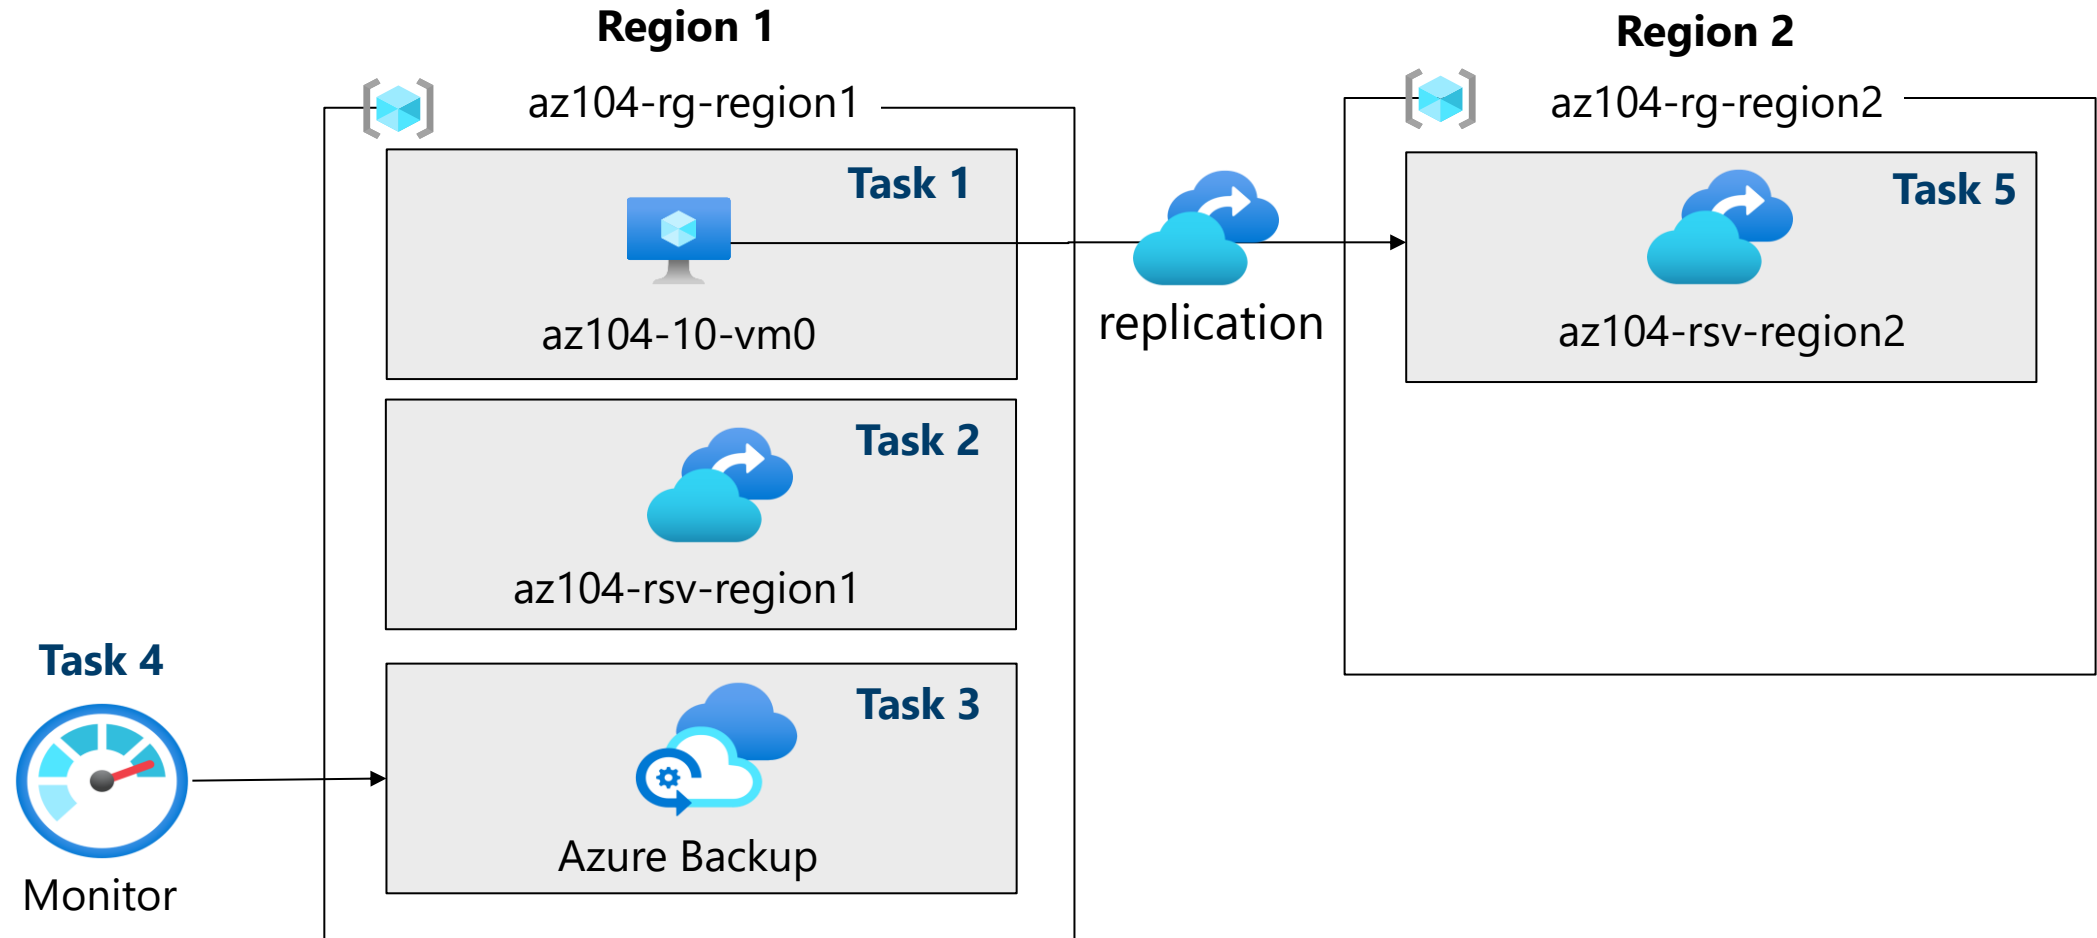 Region 1
az104-rg-region1
Task 1
az104-10-vm0
Task 2
az104-rsv-region1
Task 3
Azure Backup
Task 4
Monitor
replication
Region 2
az104-rg-region2
Task 5
az104-rsv-region2